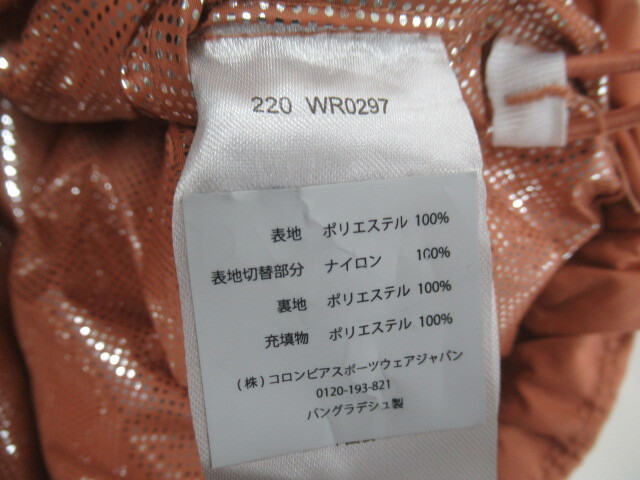 220 WR0297
表地 ポリエステル 100%
表地切替部分 ナイロン 100%
裏地 ポリエステル 100%
充填物 ポリエステル 100%
(株)コロンビアスポーツウェアジャパン
0120-193-821
バングラデシュ製